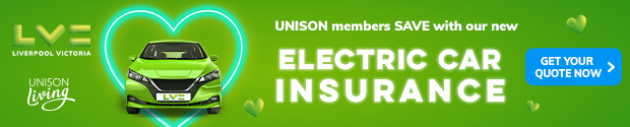 LV=
LIVERPOOL VICTORIA
UNISON
Living
LV=
UNISON members SAVE with our new
ELECTRIC CAR
INSURANCE
GET YOUR
QUOTE NOW >